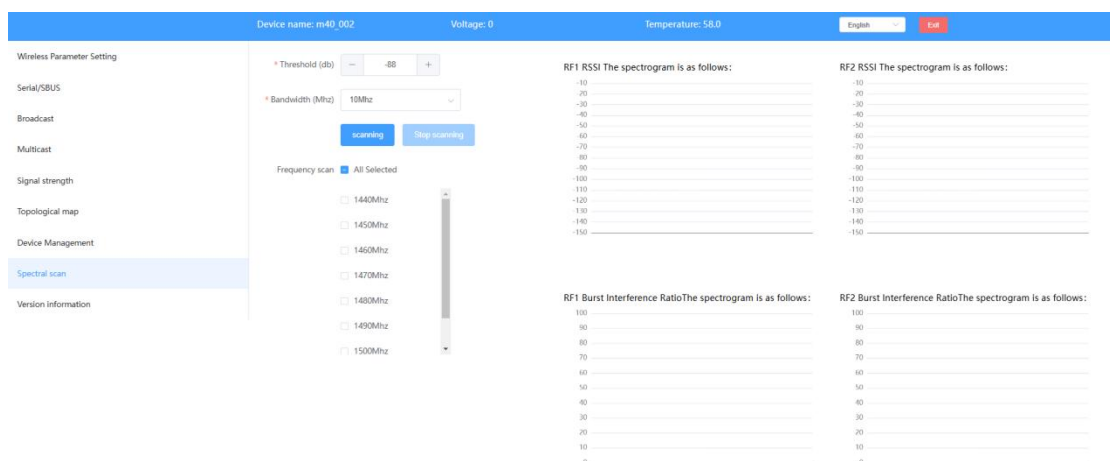 Device name: m40_002 Voltage: 0 Temperature: 58.0 English Exit
Wireless Parameter Setting
Serial/SBUS
Broadcast
Multicast
Signal strength
Topological map
Device Management
Spectral scan
Version information
* Threshold (db) − -88 +
* Bandwidth (Mhz) 10Mhz
scanning Stop scanning
Frequency scan All Selected
1440Mhz
1450Mhz
1460Mhz
1470Mhz
1480Mhz
1490Mhz
1500Mhz
RF1 RSSI The spectrogram is as follows:
-10
-20
-30
-40
-50
-60
-70
-80
-90
-100
-110
-120
-130
-140
-150
RF2 RSSI The spectrogram is as follows:
-10
-20
-30
-40
-50
-60
-70
-80
-90
-100
-110
-120
-130
-140
-150
RF1 Burst Interference RatioThe spectrogram is as follows:
100
90
80
70
60
50
40
30
20
10
RF2 Burst Interference RatioThe spectrogram is as follows:
100
90
80
70
60
50
40
30
20
10